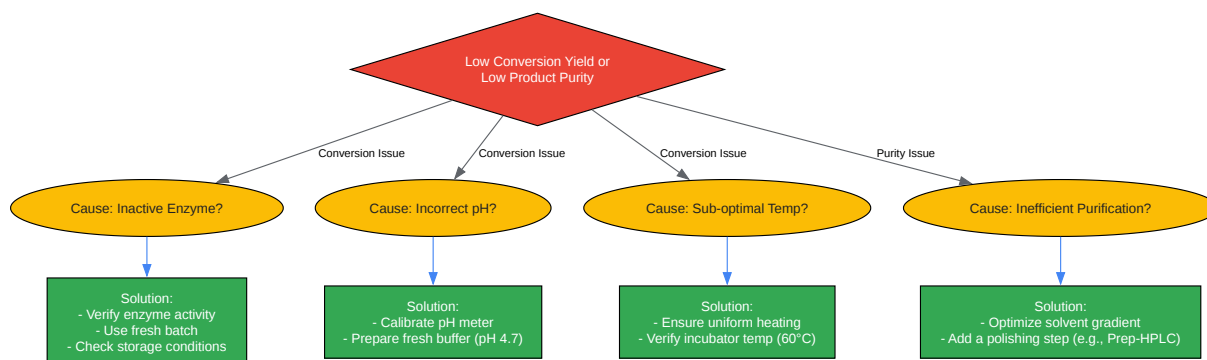 Low Conversion Yield or
Low Product Purity
Conversion Issue
Conversion Issue
Conversion Issue
Purity Issue
Cause: Inactive Enzyme?
Cause: Incorrect pH?
Cause: Sub-optimal Temp?
Cause: Inefficient Purification?
Solution:
- Verify enzyme activity
- Use fresh batch
- Check storage conditions
Solution:
- Calibrate pH meter
- Prepare fresh buffer (pH 4.7)
Solution:
- Ensure uniform heating
- Verify incubator temp (60°C)
Solution:
- Optimize solvent gradient
- Add a polishing step (e.g., Prep-HPLC)